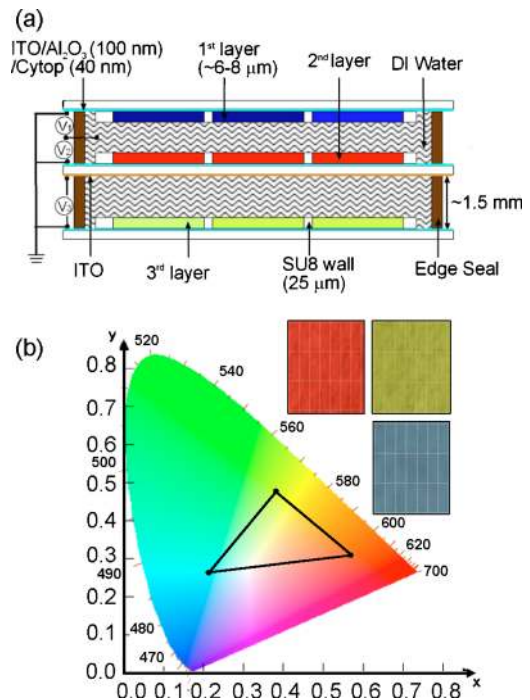 (a)
ITO/Al2O3 (100 nm)
/Cytop (40 nm)
1st layer
(~6-8 μm)
2nd layer
DI Water
V1
V2
V3
~1.5 mm
ITO
3rd layer
SU8 wall
(25 μm)
Edge Seal
(b)
y
520
0.8
540
0.7
560
0.6
580
500
0.5
600
0.4
620
0.3
700
490
0.2
480
0.1
470
0.0
0.0 0.1 0.2 0.3 0.4 0.5 0.6 0.7 0.8
x